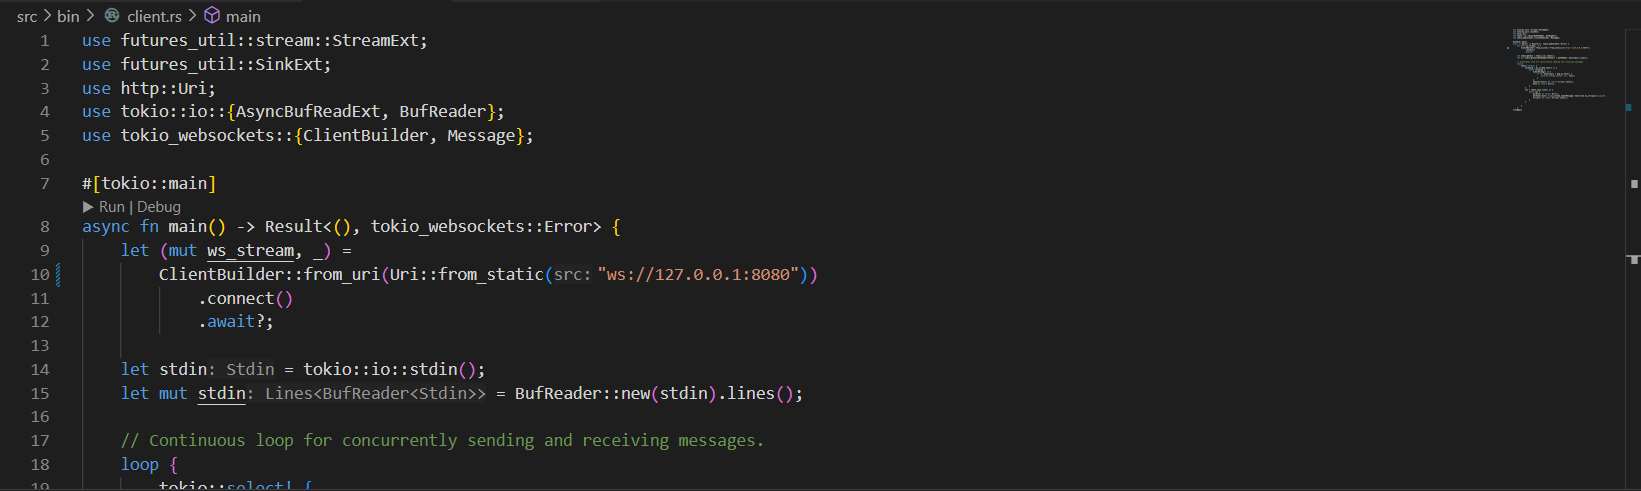 src > bin > client.rs > main
1 use futures_util::stream::StreamExt;
2 use futures_util::SinkExt;
3 use http::Uri;
4 use tokio::io::{AsyncBufReadExt, BufReader};
5 use tokio_websockets::{ClientBuilder, Message};
6
7 #[tokio::main]
▶ Run | Debug
8 async fn main() -> Result<(), tokio_websockets::Error> {
9 let (mut ws_stream, _) =
10 ClientBuilder::from_uri(Uri::from_static(src: "ws://127.0.0.1:8080"))
11 .connect()
12 .await?;
13
14 let stdin: Stdin = tokio::io::stdin();
15 let mut stdin: Lines<BufReader<Stdin>> = BufReader::new(stdin).lines();
16
17 // Continuous loop for concurrently sending and receiving messages.
18 loop {
19 tokio::select! {